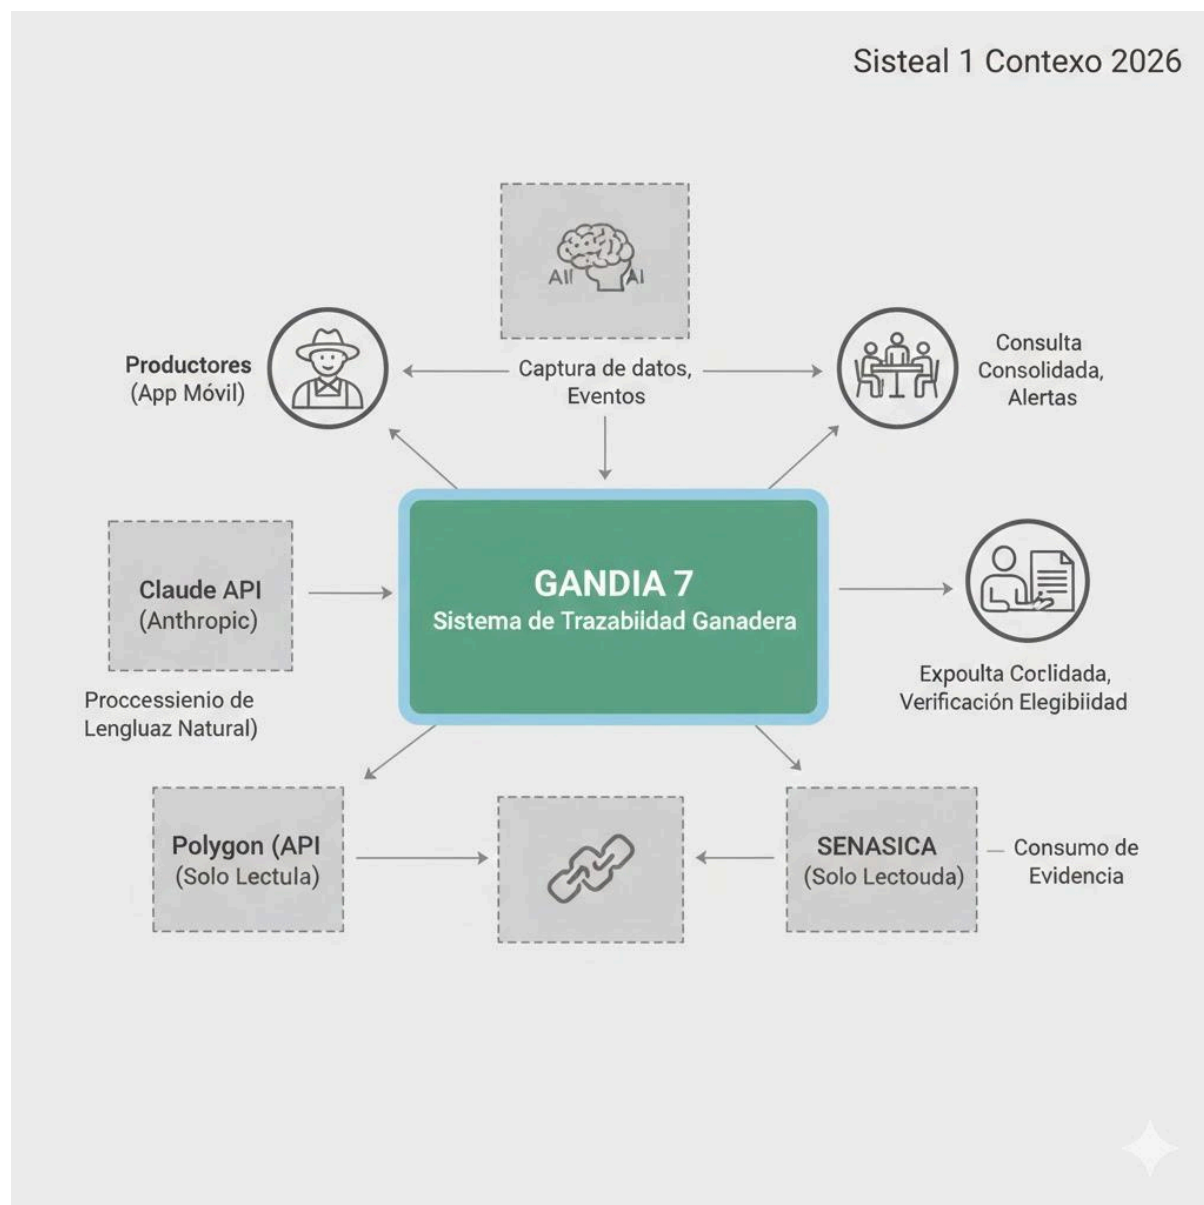 Sisteal 1 Contexo 2026
AII AI
Productores
(App Móvil)
Captura de datos,
Eventos
Consulta
Consolidada,
Alertas
Claude API
(Anthropic)
GANDIA 7
Sistema de Trazabildad Ganadera
Proccessienio de
Lengluaz Natural)
Expoulta Coclidada,
Verificación Elegibiidad
Polygon (API
(Solo Lectula)
SENASICA
(Solo Lectouda)
Consumo de
Evidencia